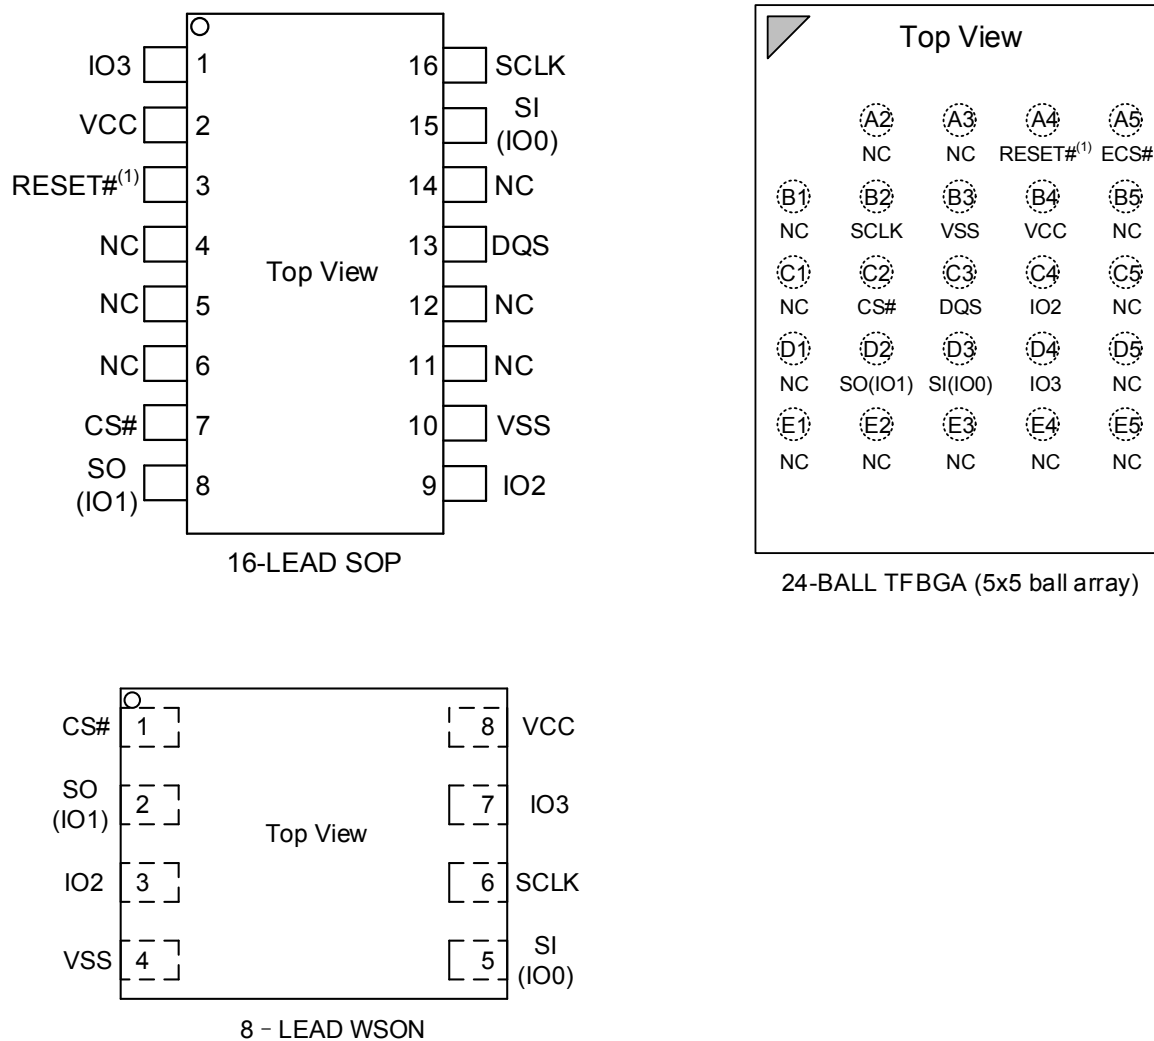 IO3 1 16 SCLK
VCC 2 15 SI (IO0)
RESET#(1) 3 14 NC
NC 4 13 DQS
Top View
NC 5 12 NC
NC 6 11 NC
CS# 7 10 VSS
SO (IO1) 8 9 IO2
16-LEAD SOP
Top View
A2 A3 A4 A5
NC NC RESET#(1) ECS#
B1 B2 B3 B4 B5
NC SCLK VSS VCC NC
C1 C2 C3 C4 C5
NC CS# DQS IO2 NC
D1 D2 D3 D4 D5
NC SO(IO1) SI(IO0) IO3 NC
E1 E2 E3 E4 E5
NC NC NC NC NC
24-BALL TFBGA (5x5 ball array)
CS# 1 8 VCC
SO (IO1) 2 7 IO3
Top View
IO2 3 6 SCLK
VSS 4 5 SI (IO0)
8 – LEAD WSON